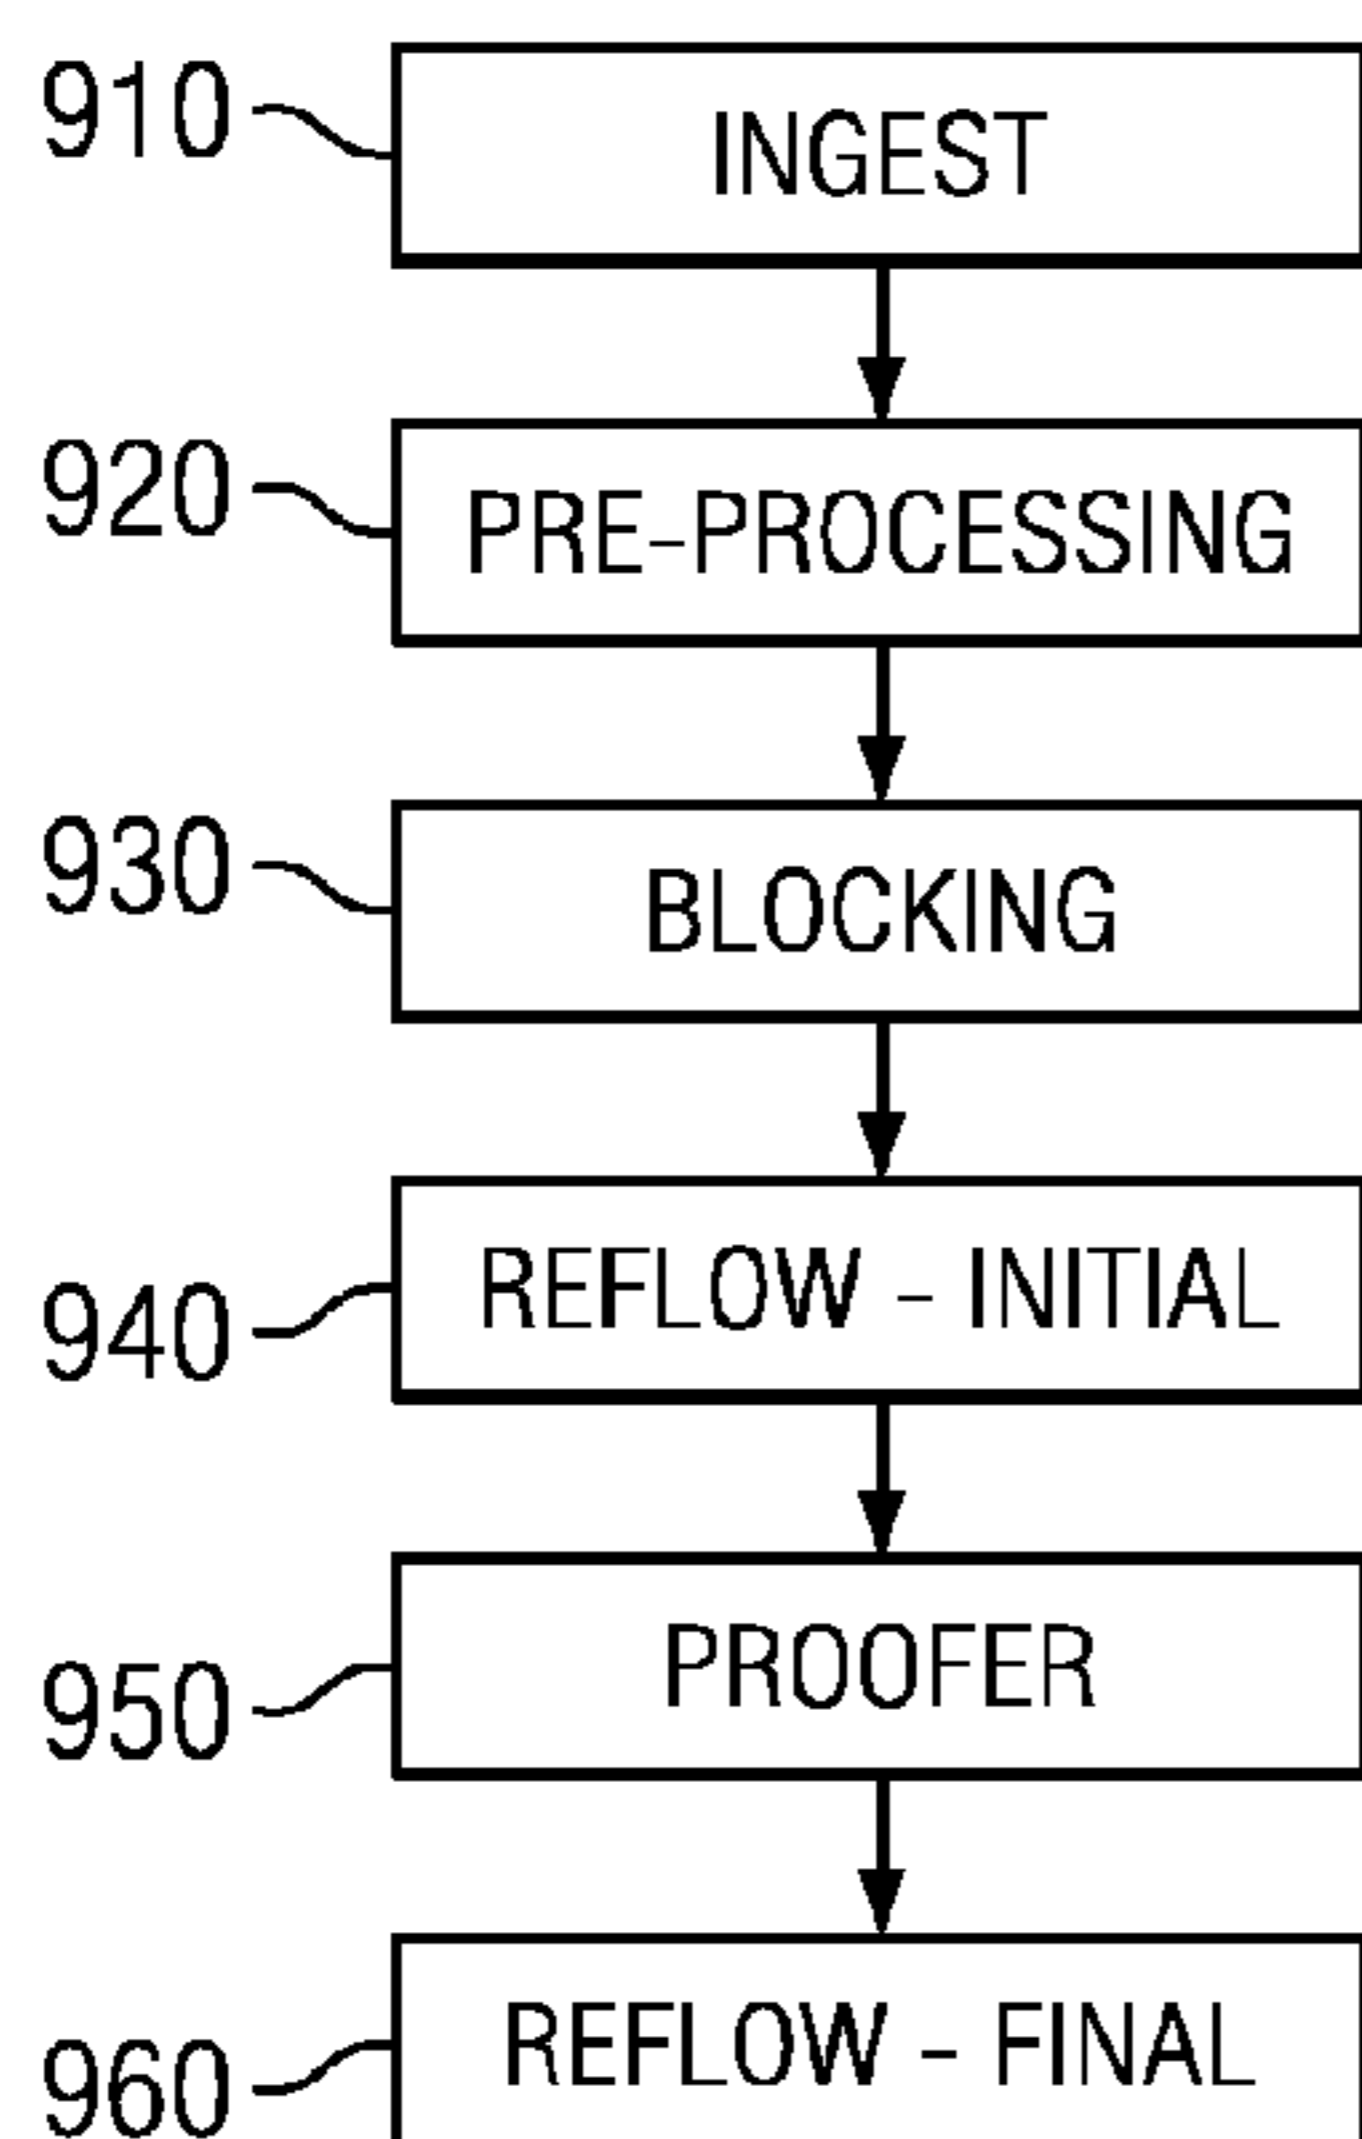 910
INGEST
920
PRE-PROCESSING
930
BLOCKING
940
REFLOW - INITIAL
950
PROOFER
960
REFLOW - FINAL